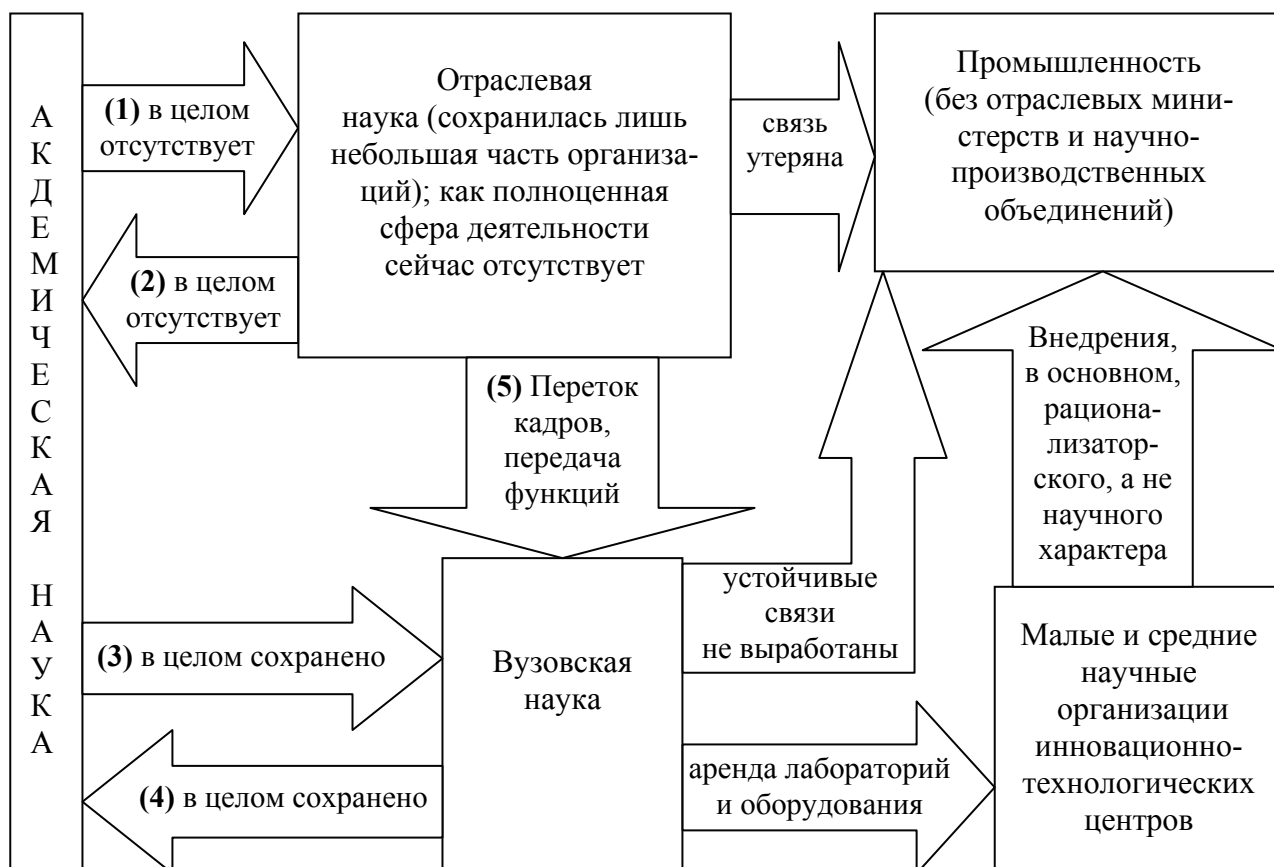 АКДЕМИЧЕСКАЯ НАУКА
(1) в целом
отсутствует
(2) в целом
отсутствует
Отраслевая
наука (сохранилась лишь
небольшая часть организа-
ций); как полноценная
сфера деятельности
сейчас отсутствует
связь
утеряна
Промышленность
(без отраслевых мини-
стерств и научно-
производственных
объединений)
(5) Переток
кадров,
передача
функций
Внедрения,
в основном,
рациона-
лизатор-
ского, а не
научного
характера
(3) в целом сохранено
(4) в целом сохранено
Вузовская
наука
устойчивые
связи
не выработаны
аренда лабораторий
и оборудования
Малые и средние
научные
организации
инновационно-
технологических
центров